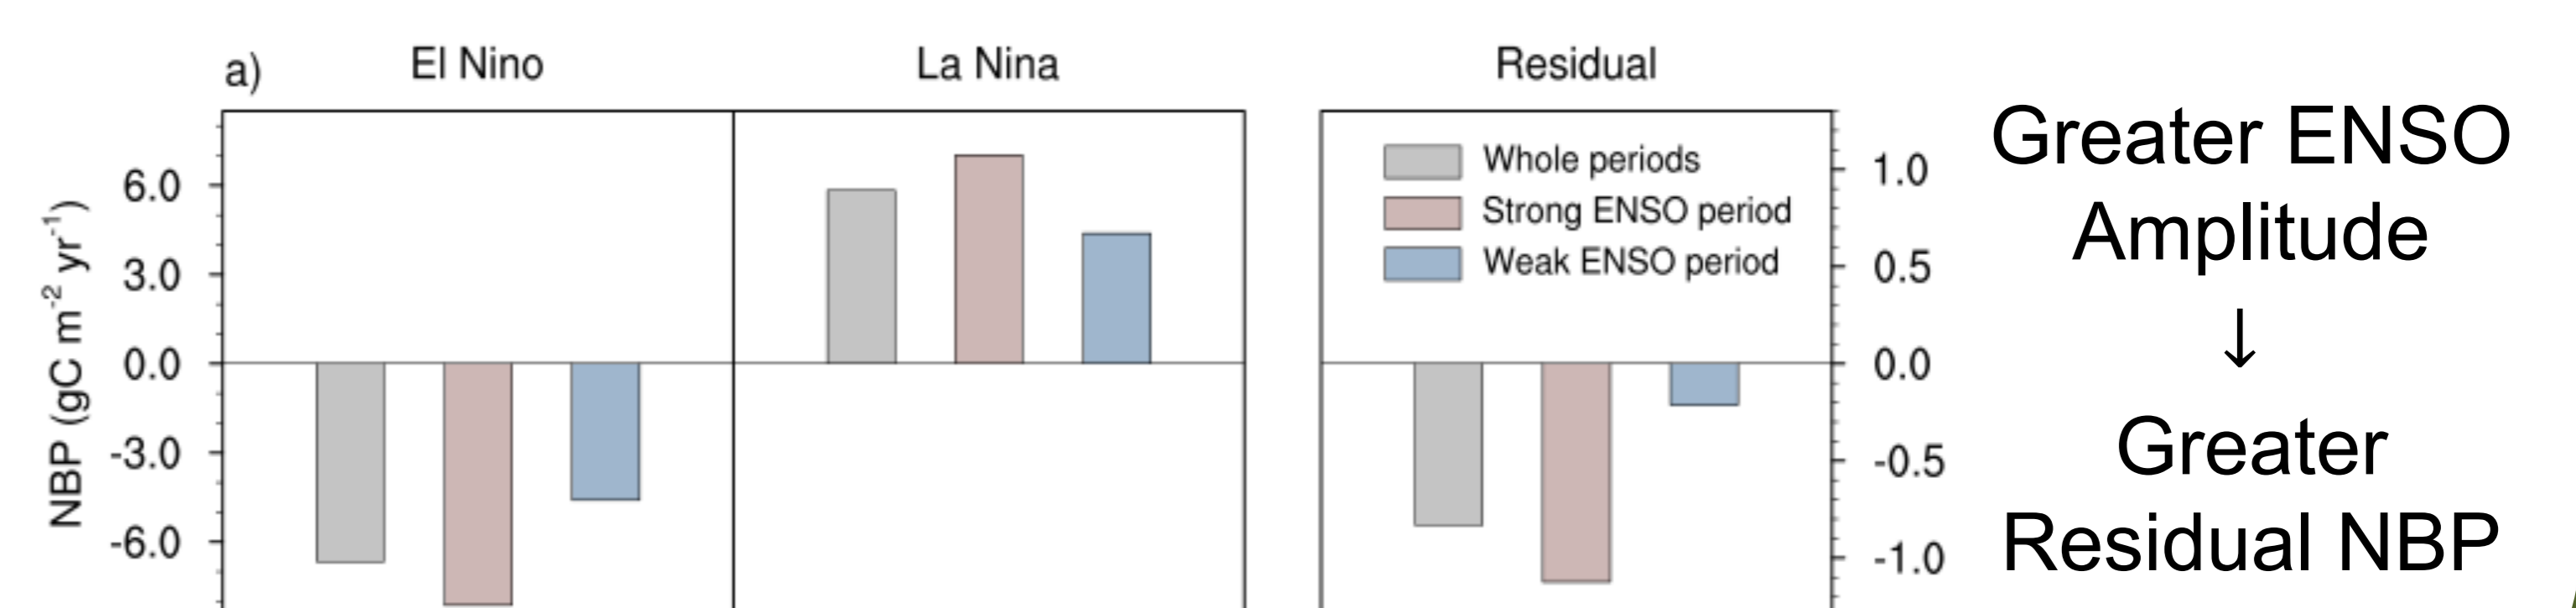 a)
El Nino
La Nina
Residual
NBP (gC m⁻² yr⁻¹)
6.0
3.0
0.0
-3.0
-6.0
Whole periods
Strong ENSO period
Weak ENSO period
1.0
0.5
0.0
-0.5
-1.0
Greater ENSO
Amplitude
↓
Greater
Residual NBP